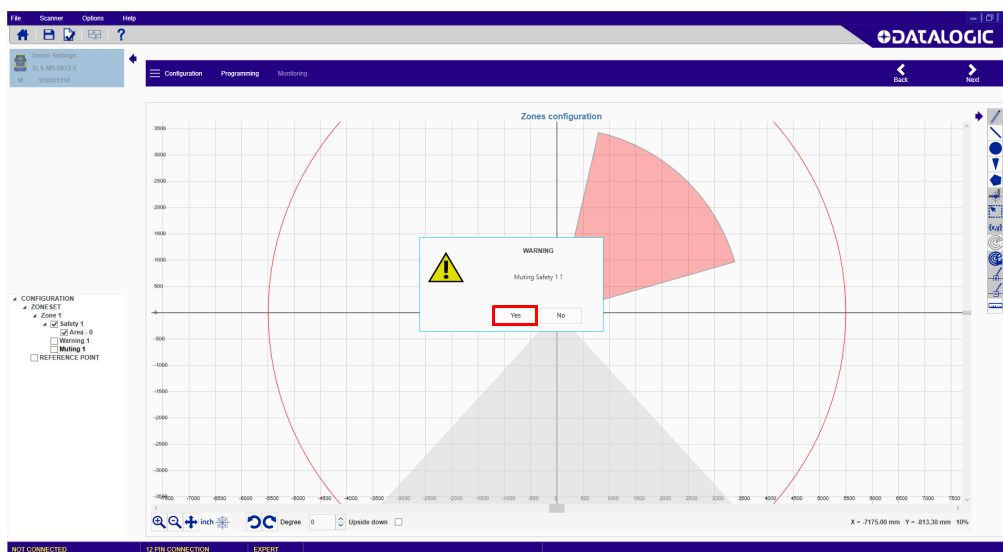 File Scanner Options Help
DATALOGIC
Demo Settings
SLS-M5-0812-E
M
Configuration Programming Monitoring
Back Next
Zones configuration
3500
3000
2500
2000
1500
1000
500
0
-500
-1000
-1500
-2000
-2500
-3000
WARNING
Muting Safety 1 ?
Yes No
CONFIGURATION
ZONESET
Zone 1
Safety 1
Area - 0
Warning 1
Muting 1
REFERENCE POINT
{x,y}
-7000 -6500 -6000 -5500 -5000 -4500 -4000 -3500 -3000 -2500 -2000 -1500 -1000 -500 0 500 1000 1500 2000 2500 3000 3500 4000 4500 5000 5500 6000 6500 7000 7500
inch Degree 0 Upside down
X = -7175.00 mm Y = -813.30 mm 10%
NOT CONNECTED 12 PIN CONNECTION EXPERT